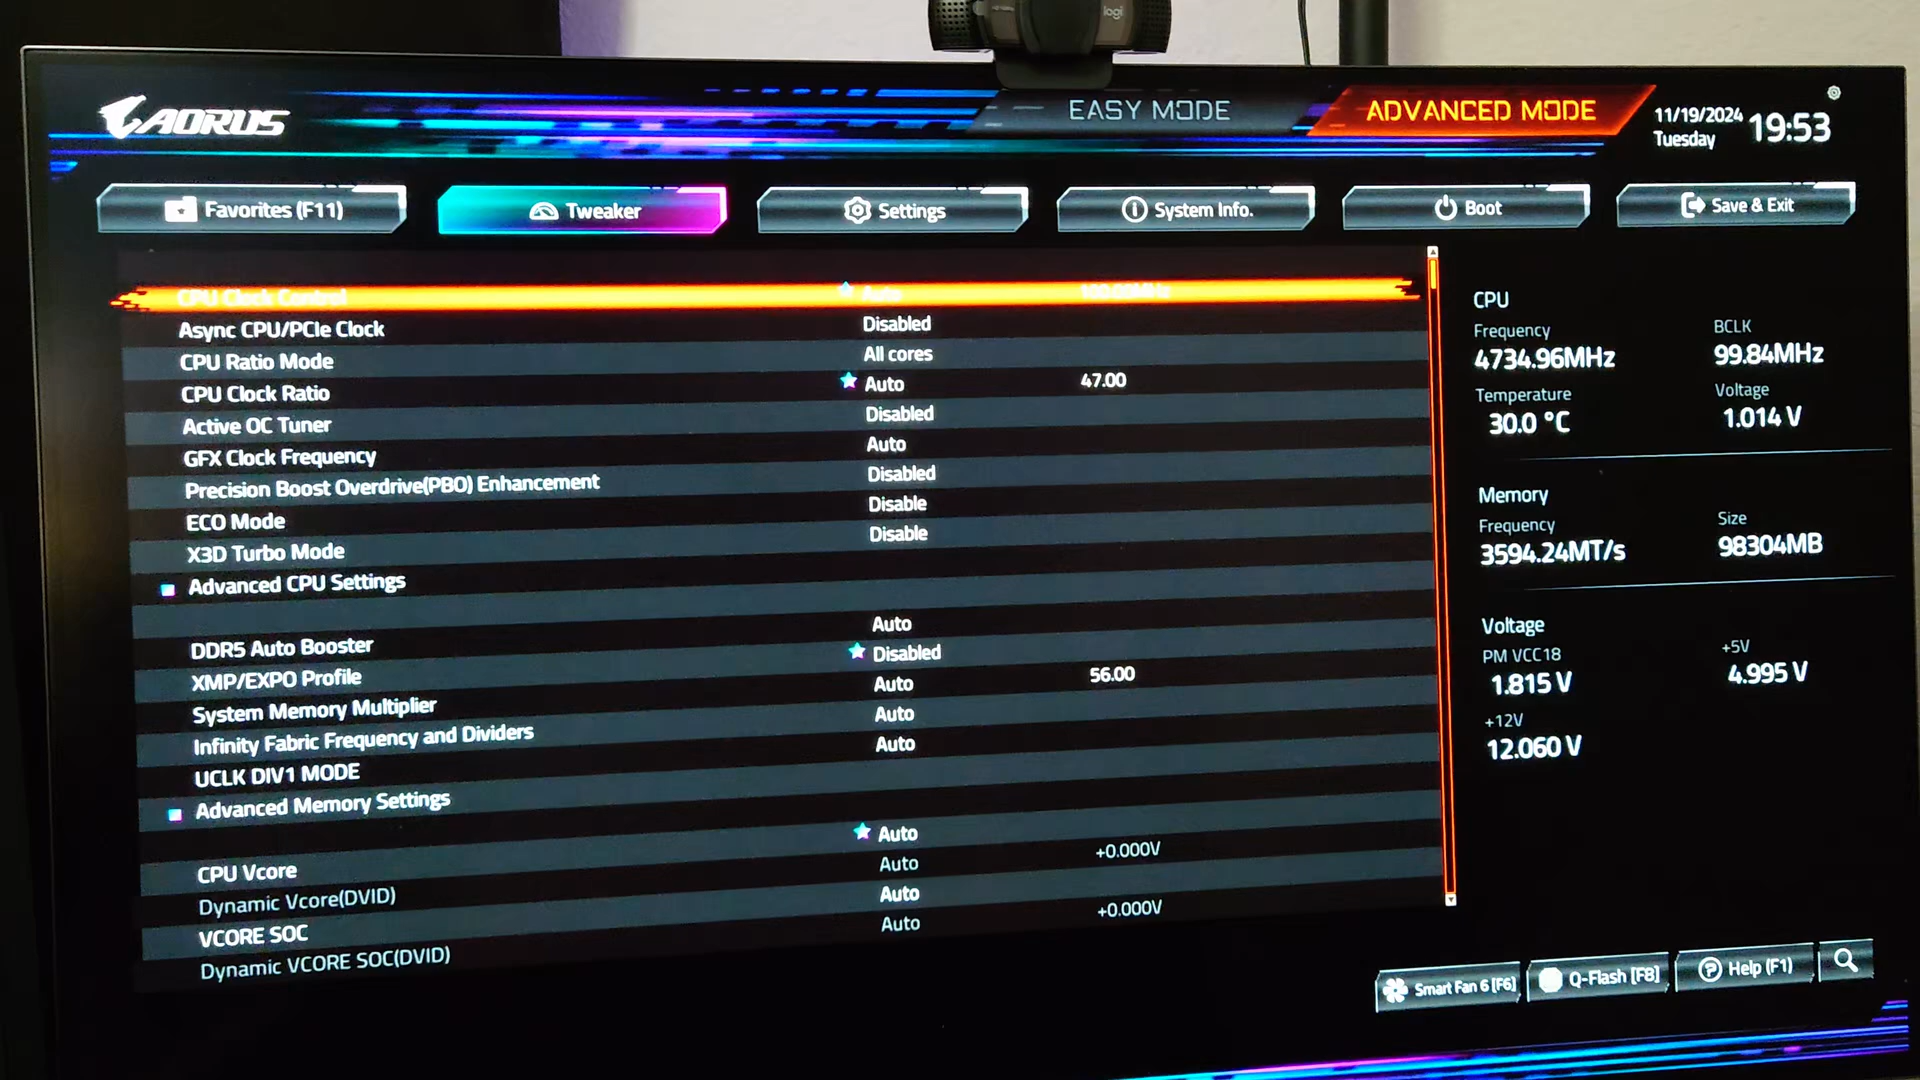 logi
AORUS
EASY MODE
ADVANCED MODE
11/19/2024
Tuesday
19:53
Favorites (F11)
Tweaker
Settings
System Info.
Boot
Save & Exit
CPU Clock Control Auto 100.00MHz
Async CPU/PCIe Clock Disabled
CPU Ratio Mode All cores
CPU Clock Ratio Auto 47.00
Active OC Tuner Disabled
GFX Clock Frequency Auto
Precision Boost Overdrive(PBO) Enhancement Disabled
ECO Mode Disable
X3D Turbo Mode Disable
Advanced CPU Settings
DDR5 Auto Booster Auto
XMP/EXPO Profile Disabled
System Memory Multiplier Auto 56.00
Infinity Fabric Frequency and Dividers Auto
UCLK DIV1 MODE Auto
Advanced Memory Settings
CPU Vcore Auto
Dynamic Vcore(DVID) Auto +0.000V
VCORE SOC Auto
Dynamic VCORE SOC(DVID) Auto +0.000V
CPU
Frequency BCLK
4734.96MHz 99.84MHz
Temperature Voltage
30.0 °C 1.014 V
Memory
Frequency Size
3594.24MT/s 98304MB
Voltage
PM VCC18 +5V
1.815 V 4.995 V
+12V
12.060 V
Smart Fan 6 [F6]
Q-Flash [F8]
Help (F1)